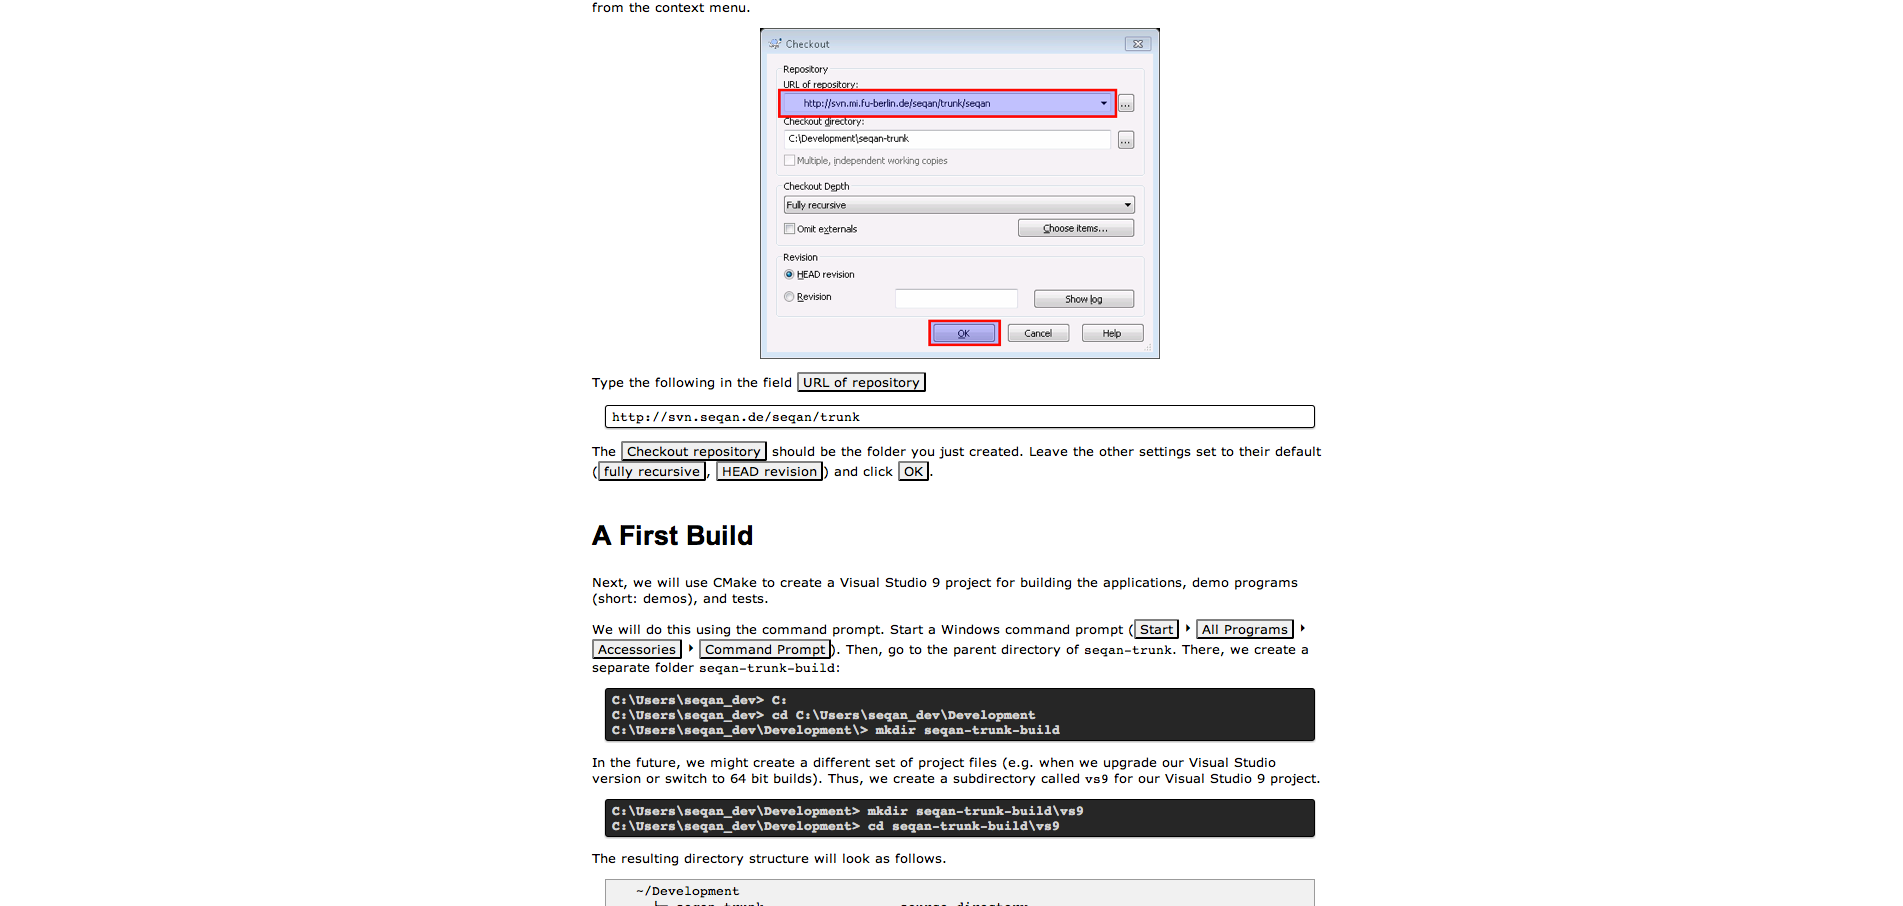 from the context menu.
Checkout
Repository
URL of repository:
http://svn.mi.fu-berlin.de/seqan/trunk/seqan
...
Checkout directory:
C:\Development\seqan-trunk
...
Multiple, independent working copies
Checkout Depth
Fully recursive
Omit externals
Choose items...
Revision
HEAD revision
Revision
Show log
OK Cancel Help
Type the following in the field URL of repository
http://svn.seqan.de/seqan/trunk
The Checkout repository should be the folder you just created. Leave the other settings set to their default
(fully recursive, HEAD revision) and click OK.
A First Build
Next, we will use CMake to create a Visual Studio 9 project for building the applications, demo programs
(short: demos), and tests.
We will do this using the command prompt. Start a Windows command prompt (Start ‣ All Programs ‣
Accessories ‣ Command Prompt). Then, go to the parent directory of seqan-trunk. There, we create a
separate folder seqan-trunk-build:
C:\Users\seqan_dev> C:
C:\Users\seqan_dev> cd C:\Users\seqan_dev\Development
C:\Users\seqan_dev\Development\> mkdir seqan-trunk-build
In the future, we might create a different set of project files (e.g. when we upgrade our Visual Studio
version or switch to 64 bit builds). Thus, we create a subdirectory called vs9 for our Visual Studio 9 project.
C:\Users\seqan_dev\Development> mkdir seqan-trunk-build\vs9
C:\Users\seqan_dev\Development> cd seqan-trunk-build\vs9
The resulting directory structure will look as follows.
~/Development